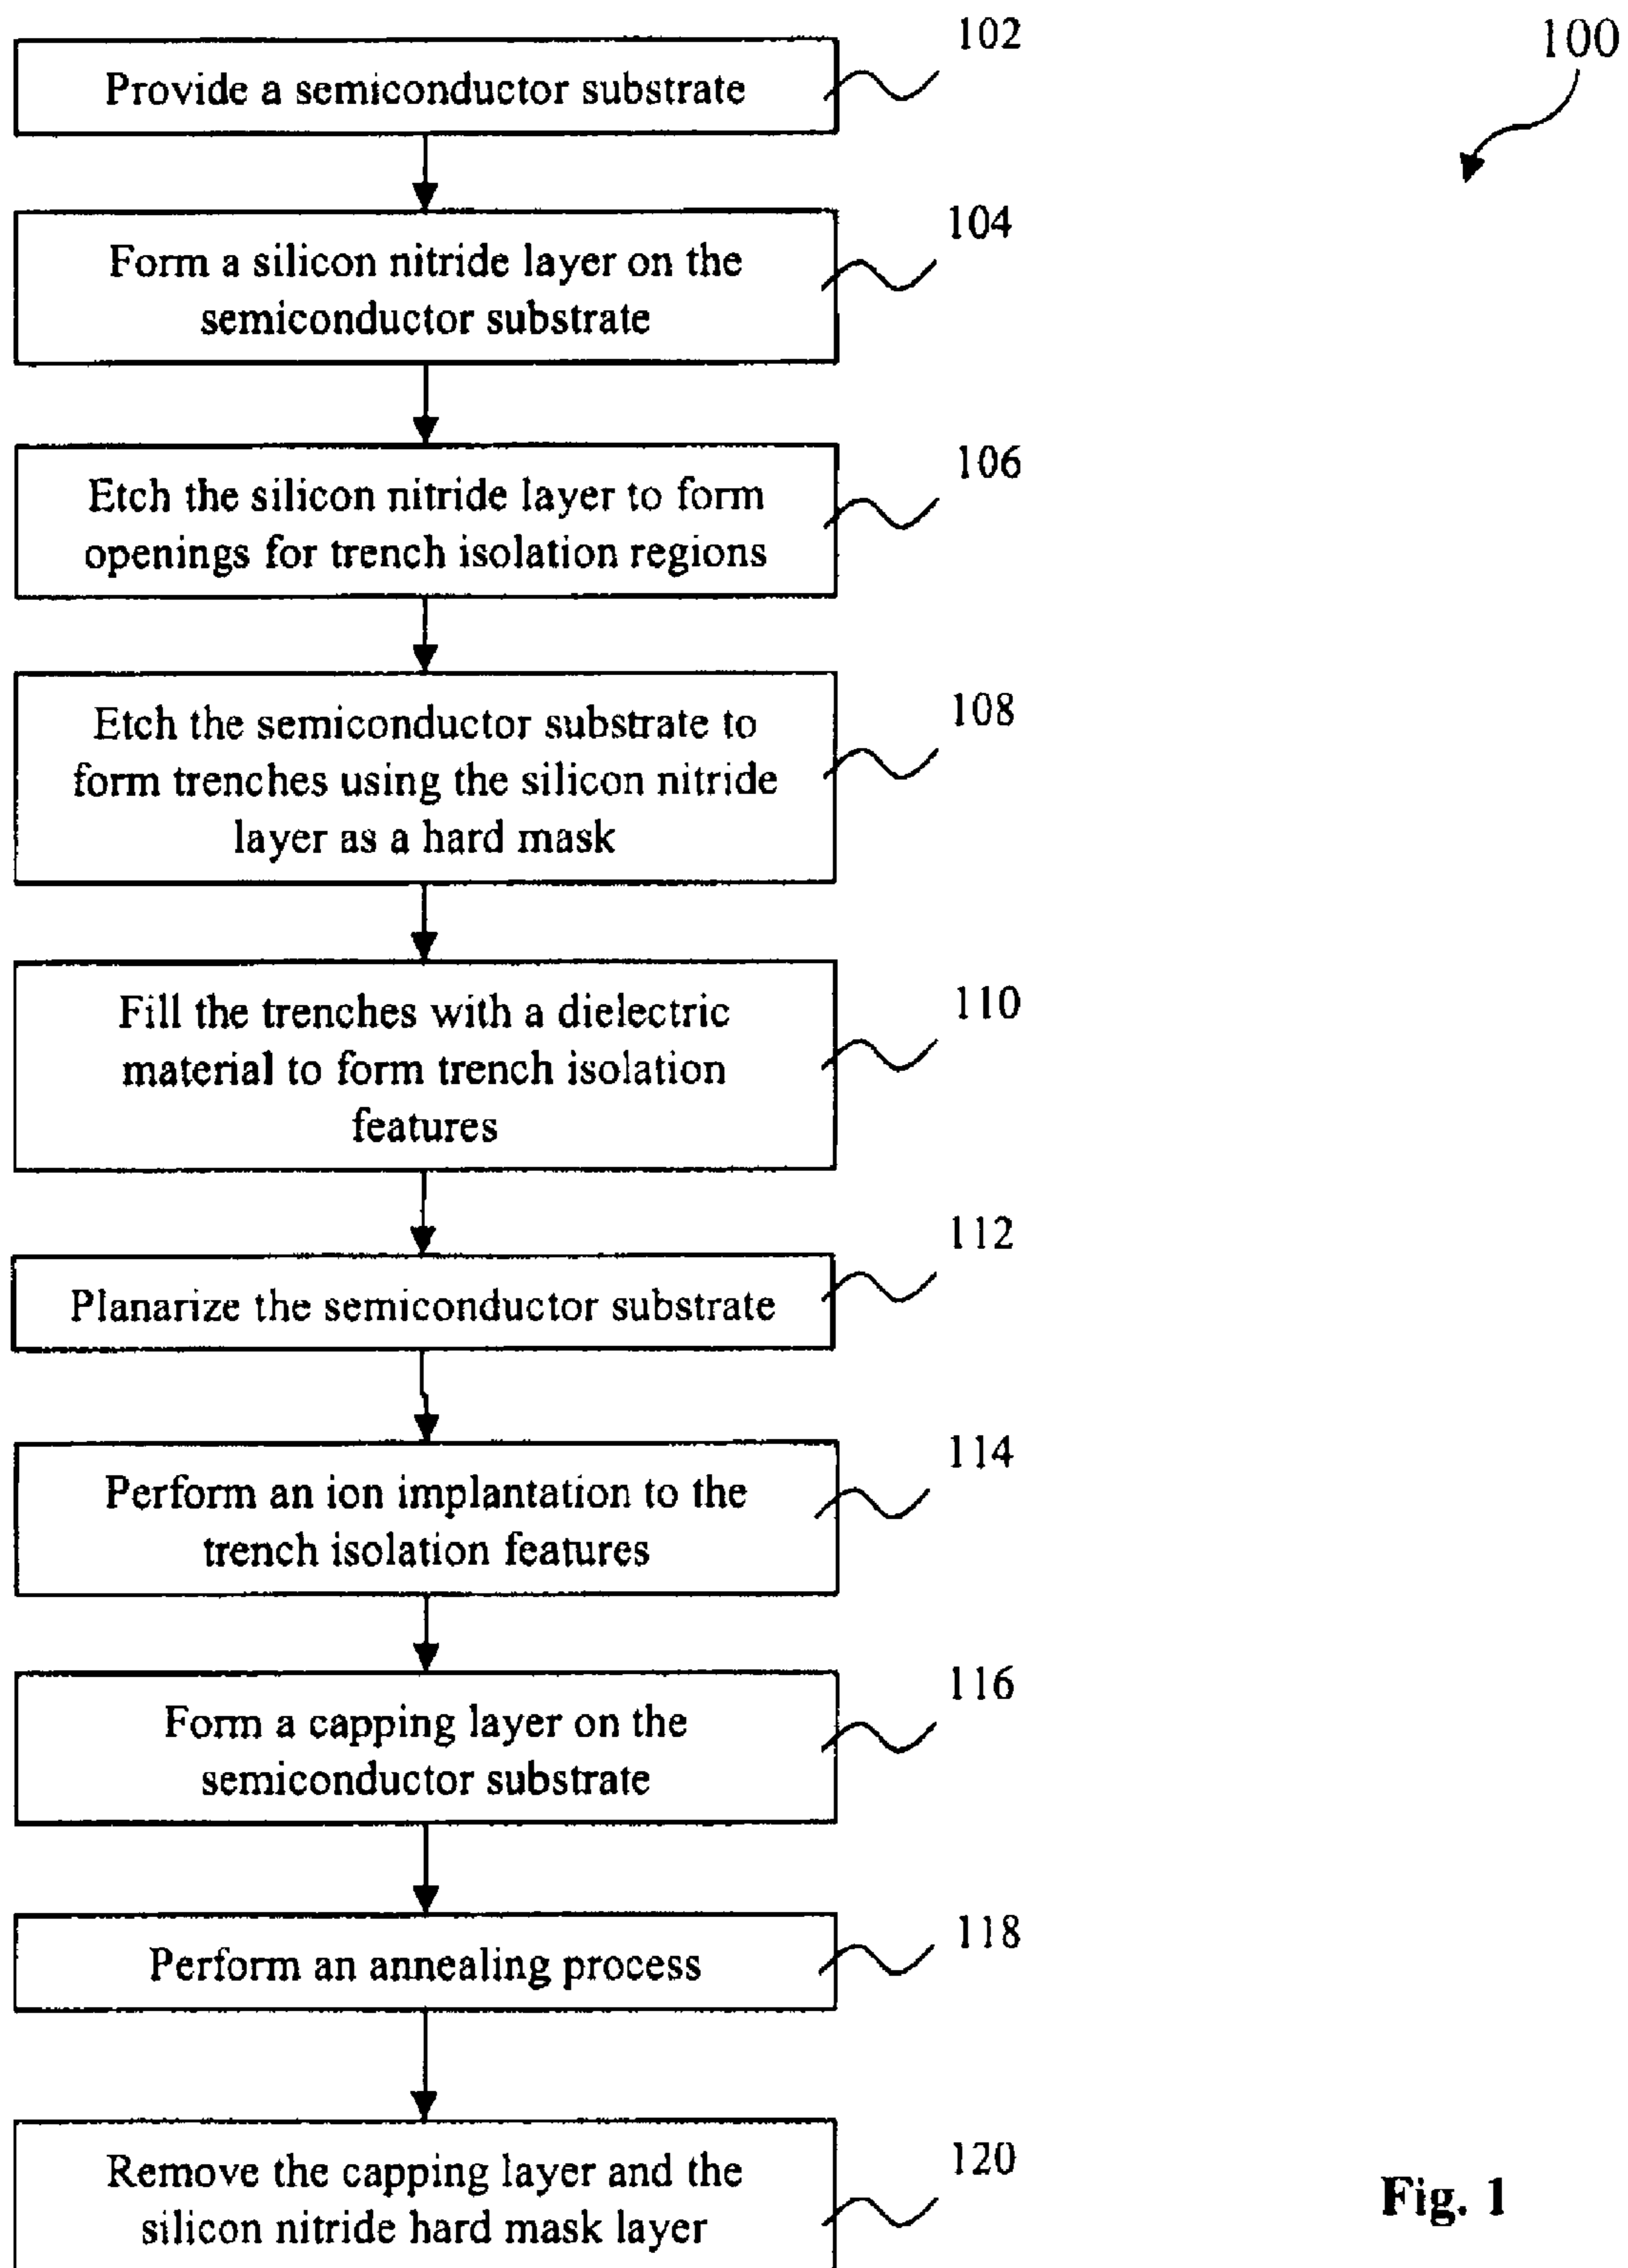 102
100
Provide a semiconductor substrate
104
Form a silicon nitride layer on the
semiconductor substrate
106
Etch the silicon nitride layer to form
openings for trench isolation regions
108
Etch the semiconductor substrate to
form trenches using the silicon nitride
layer as a hard mask
110
Fill the trenches with a dielectric
material to form trench isolation
features
112
Planarize the semiconductor substrate
114
Perform an ion implantation to the
trench isolation features
116
Form a capping layer on the
semiconductor substrate
118
Perform an annealing process
120
Remove the capping layer and the
silicon nitride hard mask layer
Fig. 1